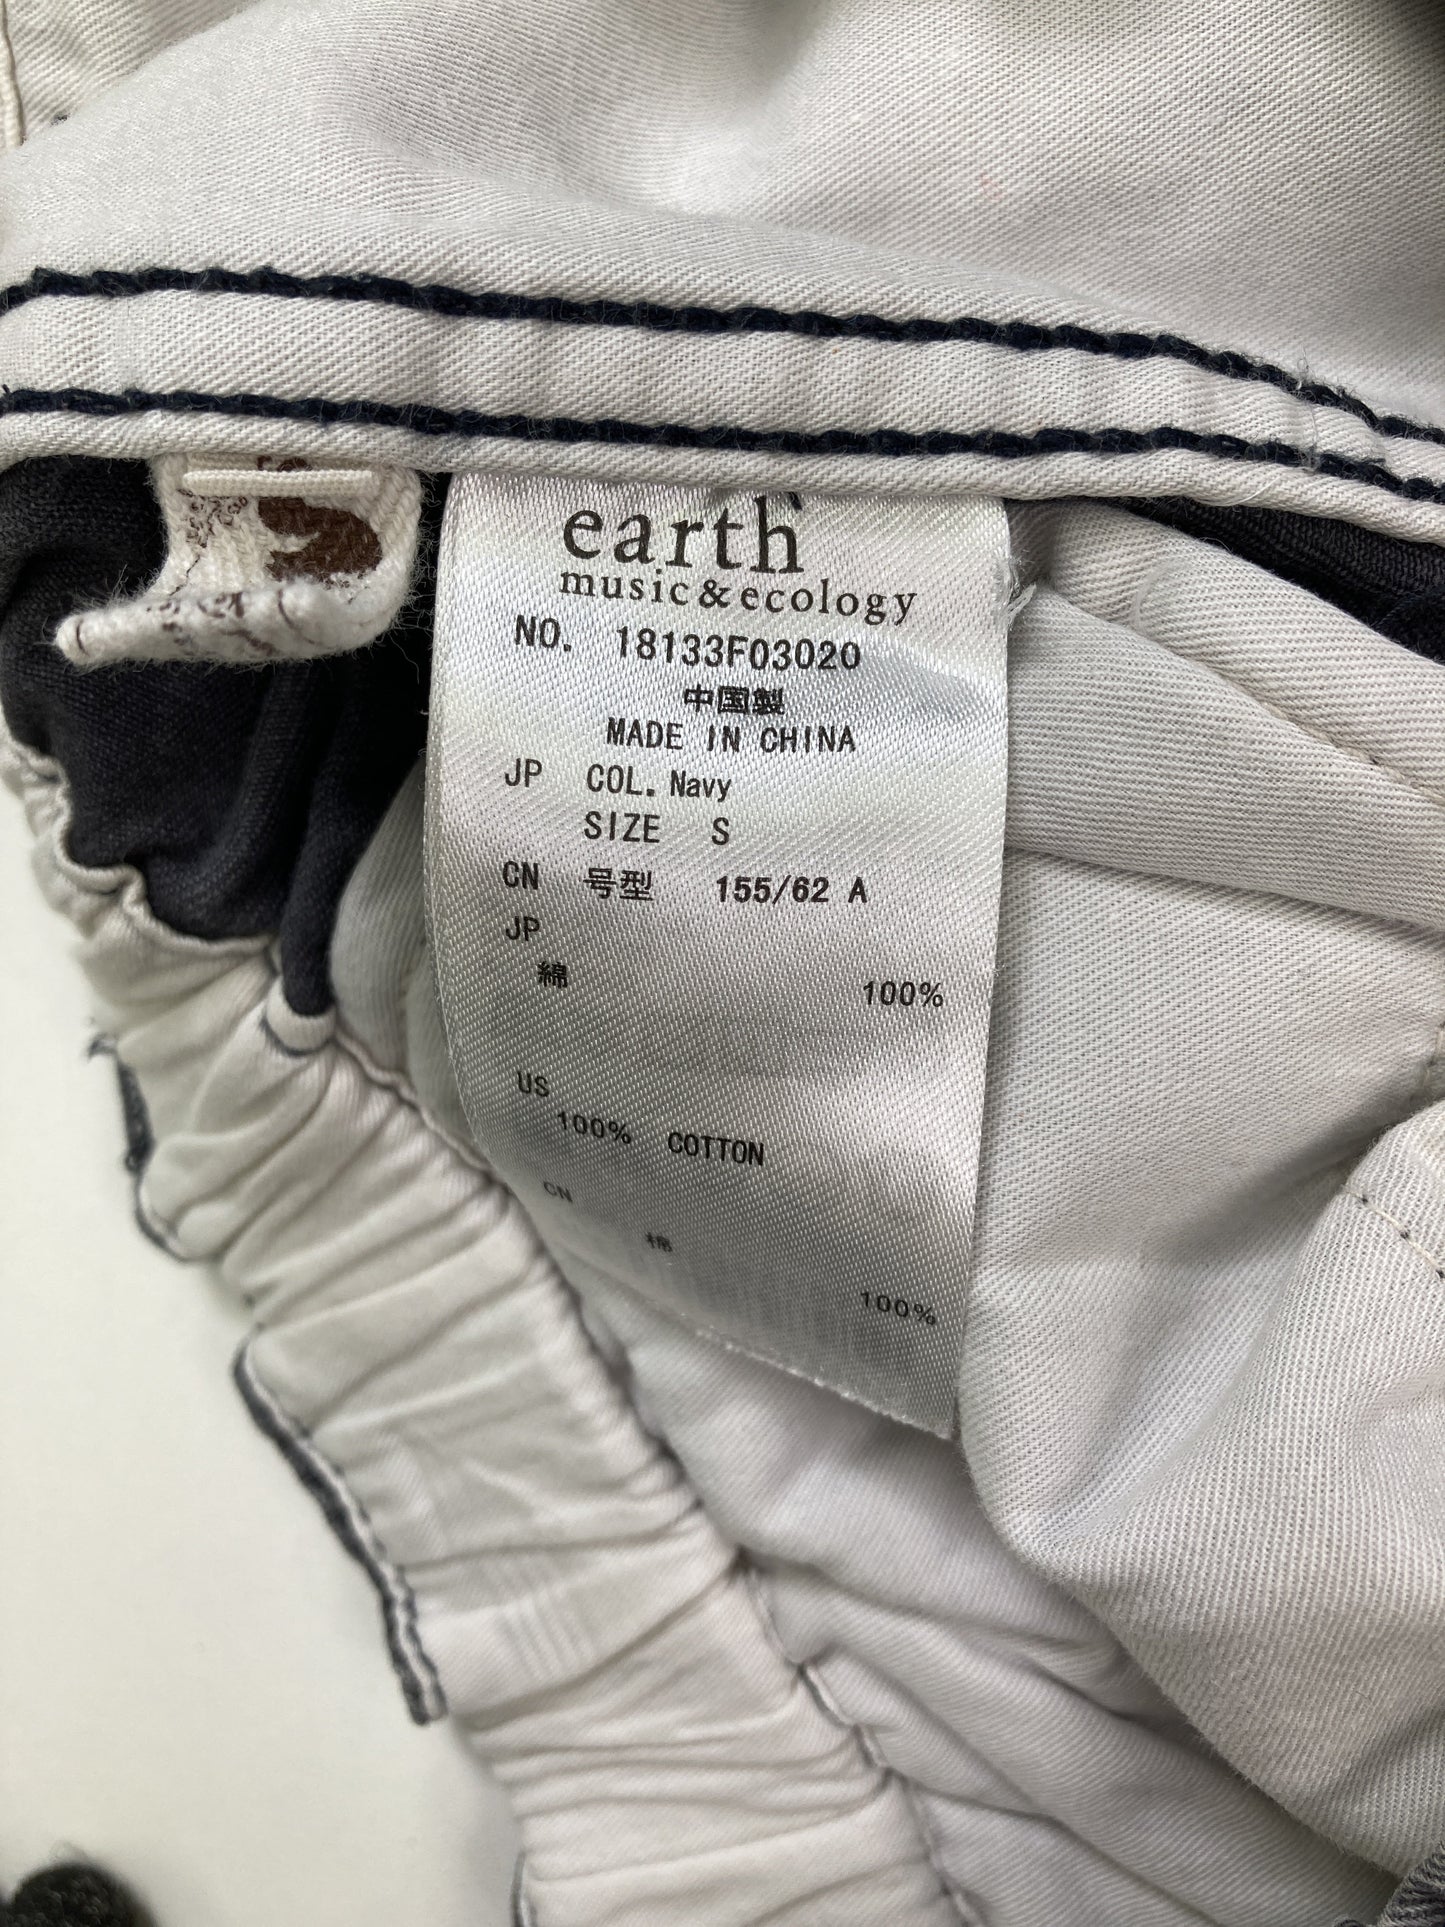 earth
music&ecology
NO. 18133F03020
中国製
MADE IN CHINA
JP COL. Navy
SIZE S
CN 号型 155/62 A
JP
綿 100%
US
100% COTTON
CN
棉
100%